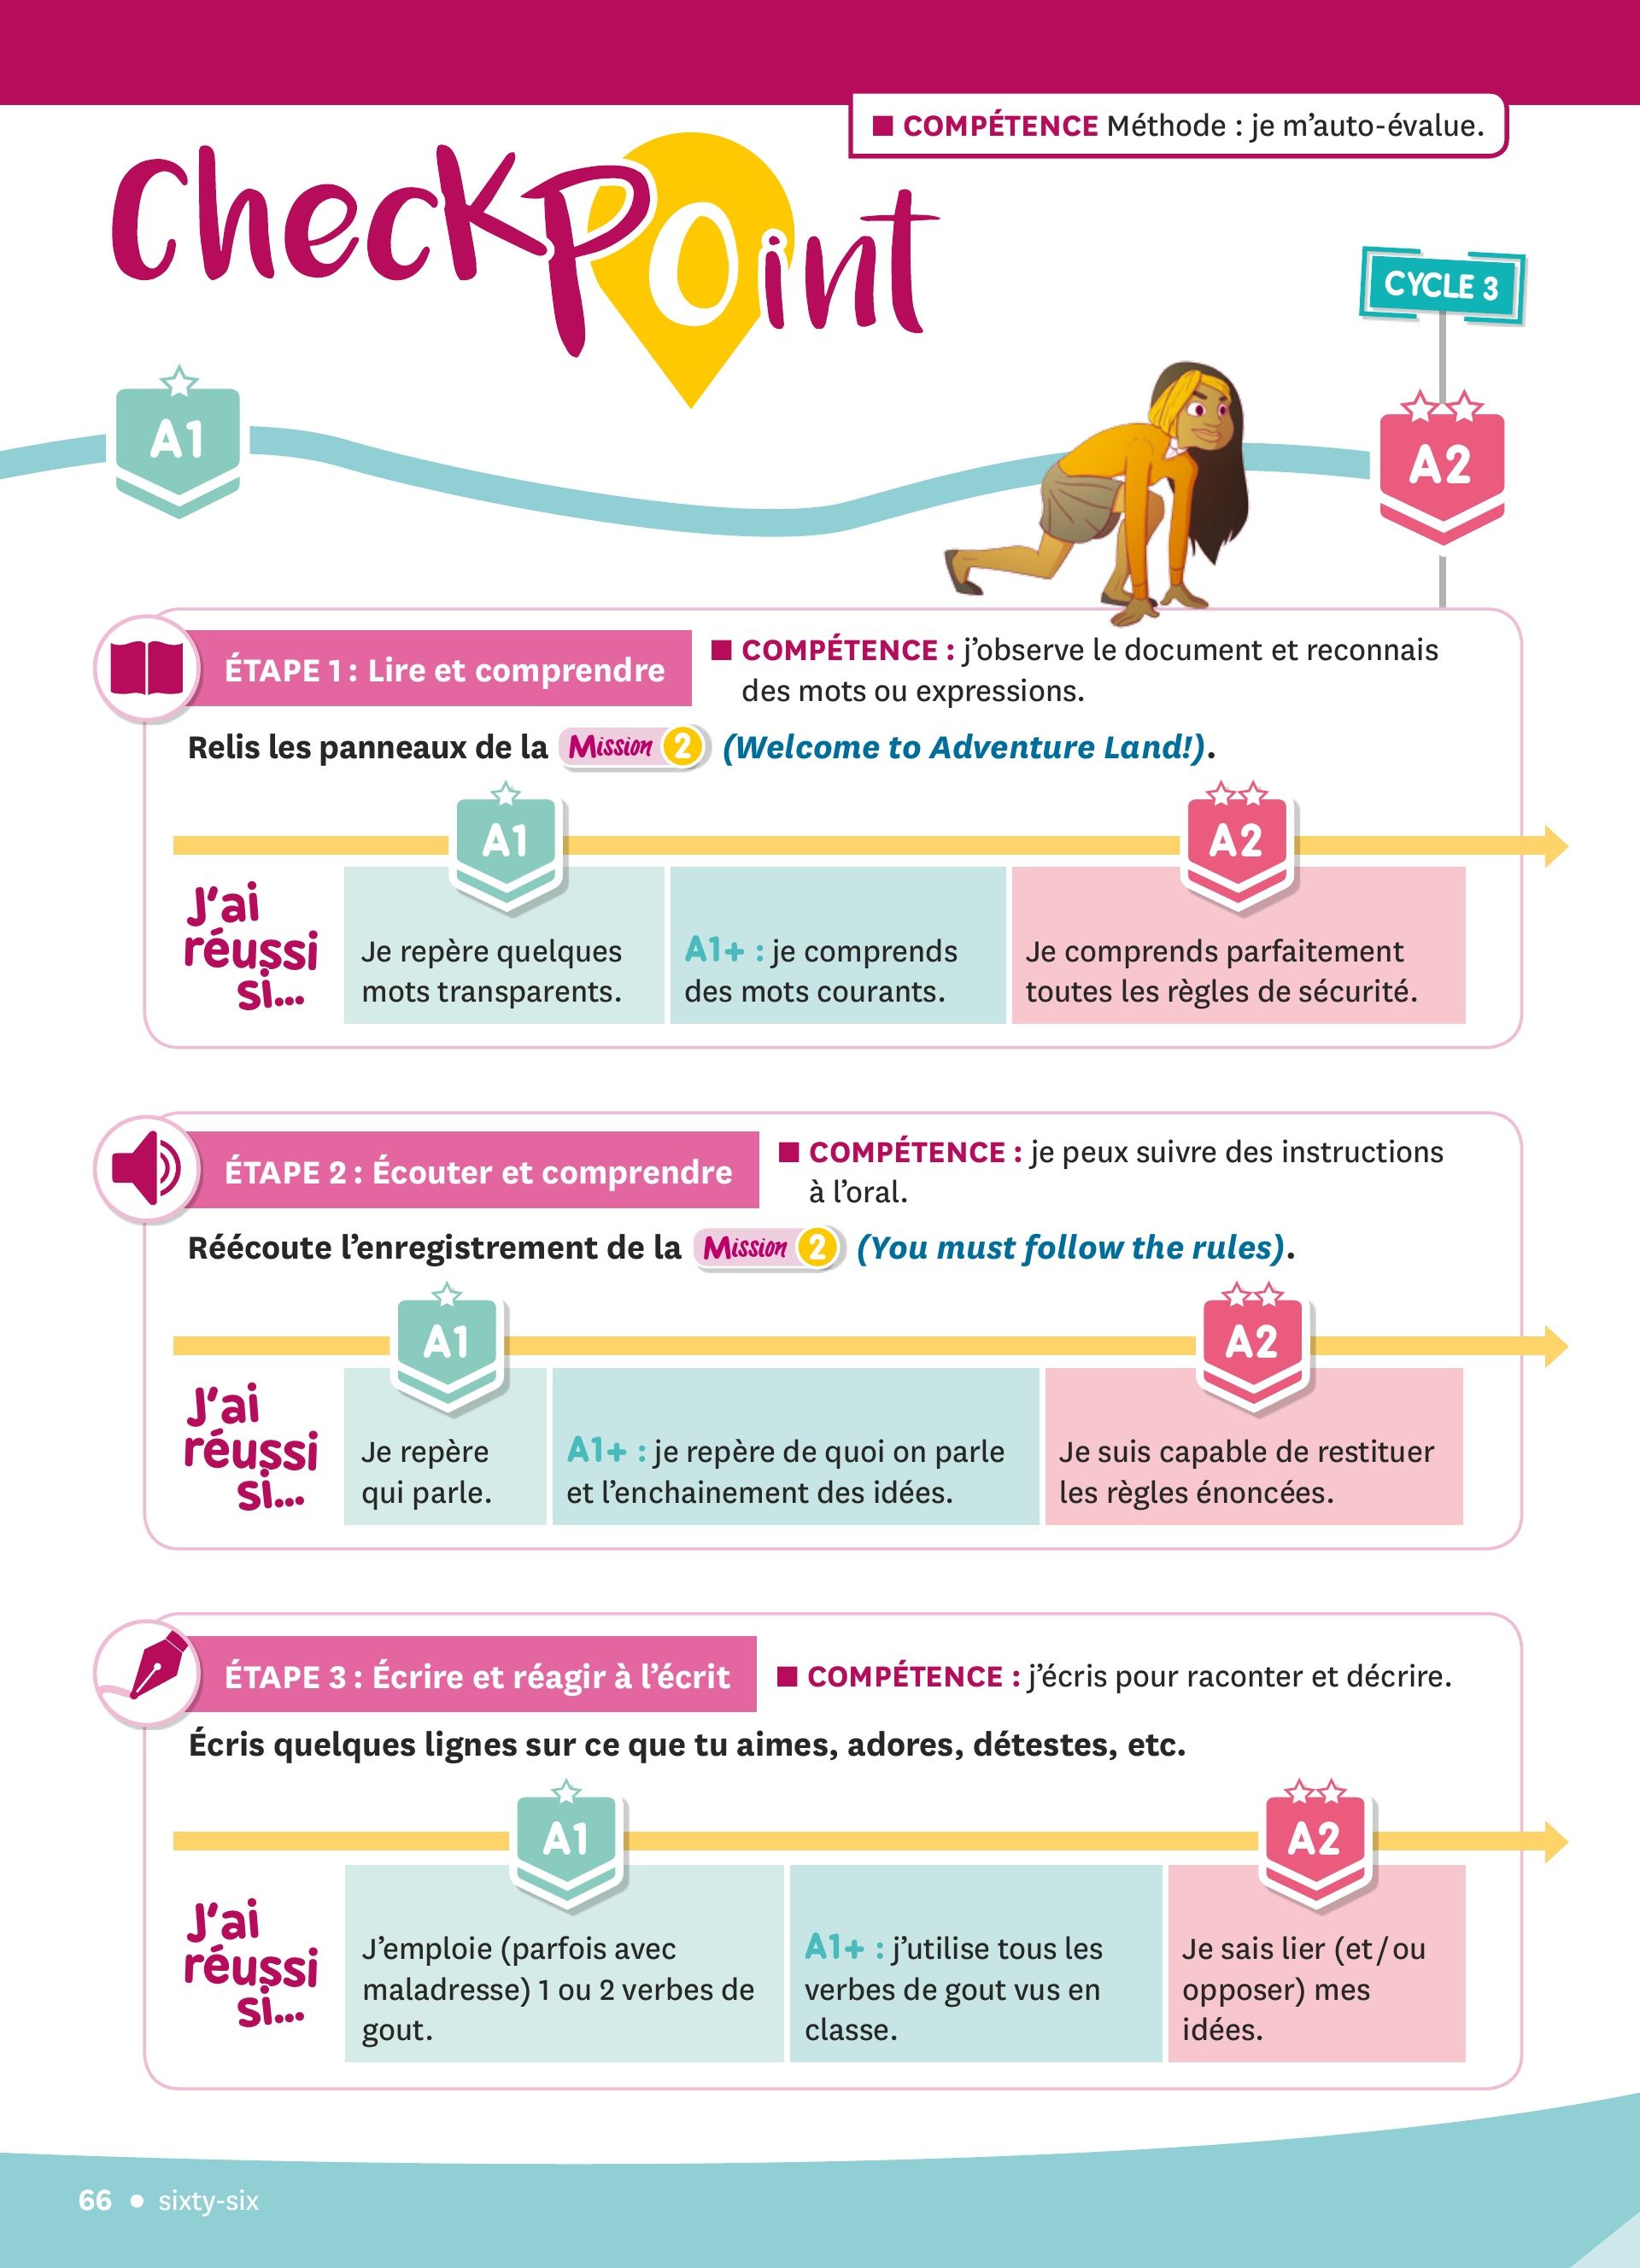 ■ COMPÉTENCE Méthode : je m’auto-évalue.
CheckPoint
CYCLE 3
A1
A2
ÉTAPE 1 : Lire et comprendre
■ COMPÉTENCE : j’observe le document et reconnais
des mots ou expressions.
Relis les panneaux de la Mission 2 (Welcome to Adventure Land!).
A1
A2
J’ai
réussi
si...
Je repère quelques
mots transparents.
A1+ : je comprends
des mots courants.
Je comprends parfaitement
toutes les règles de sécurité.
ÉTAPE 2 : Écouter et comprendre
■ COMPÉTENCE : je peux suivre des instructions
à l’oral.
Réécoute l’enregistrement de la Mission 2 (You must follow the rules).
A1
A2
J’ai
réussi
si...
Je repère
qui parle.
A1+ : je repère de quoi on parle
et l’enchainement des idées.
Je suis capable de restituer
les règles énoncées.
ÉTAPE 3 : Écrire et réagir à l’écrit
■ COMPÉTENCE : j’écris pour raconter et décrire.
Écris quelques lignes sur ce que tu aimes, adores, détestes, etc.
A1
A2
J’ai
réussi
si...
J’emploie (parfois avec
maladresse) 1 ou 2 verbes de
gout.
A1+ : j’utilise tous les
verbes de gout vus en
classe.
Je sais lier (et/ou
opposer) mes
idées.
66 • sixty-six